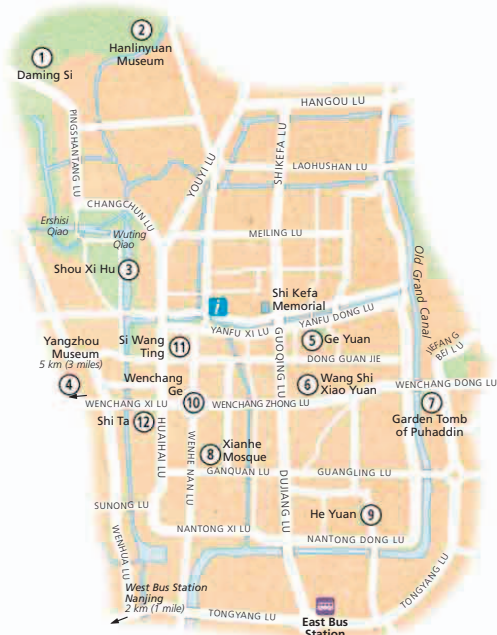 2
Hanlinyuan
Museum
1
Daming Si
HANGOU LU
PINGSHANTANG LU
YOUYI LU
SHIKEFA LU
LAOHUSHAN LU
CHANGCHUN LU
Ershisi
Qiao
Wuting
Qiao
MEILING LU
Old Grand Canal
Shou Xi Hu
3
i
Shi Kefa
Memorial
YANFU XI LU
YANFU DONG LU
GUOQING LU
Yangzhou
Museum
5 km (3 miles)
4
Si Wang
Ting
11
5
Ge Yuan
JIEFANG
BEI LU
DONG GUAN JIE
Wenchang
Ge
10
6
Wang Shi
Xiao Yuan
WENCHANG DONG LU
WENCHANG XI LU
WENCHANG ZHONG LU
7
Garden Tomb
of Puhaddin
Shi Ta
12
HUAIHAI LU
WENHE NAN LU
8
Xianhe
Mosque
GANQUAN LU
GUANGLING LU
DUJIANG LU
SUNONG LU
He Yuan
9
WENHUA LU
NANTONG XI LU
NANTONG DONG LU
West Bus Station
Nanjing
2 km (1 mile)
TONGYANG LU
TONGYANG LU
East Bus
Station